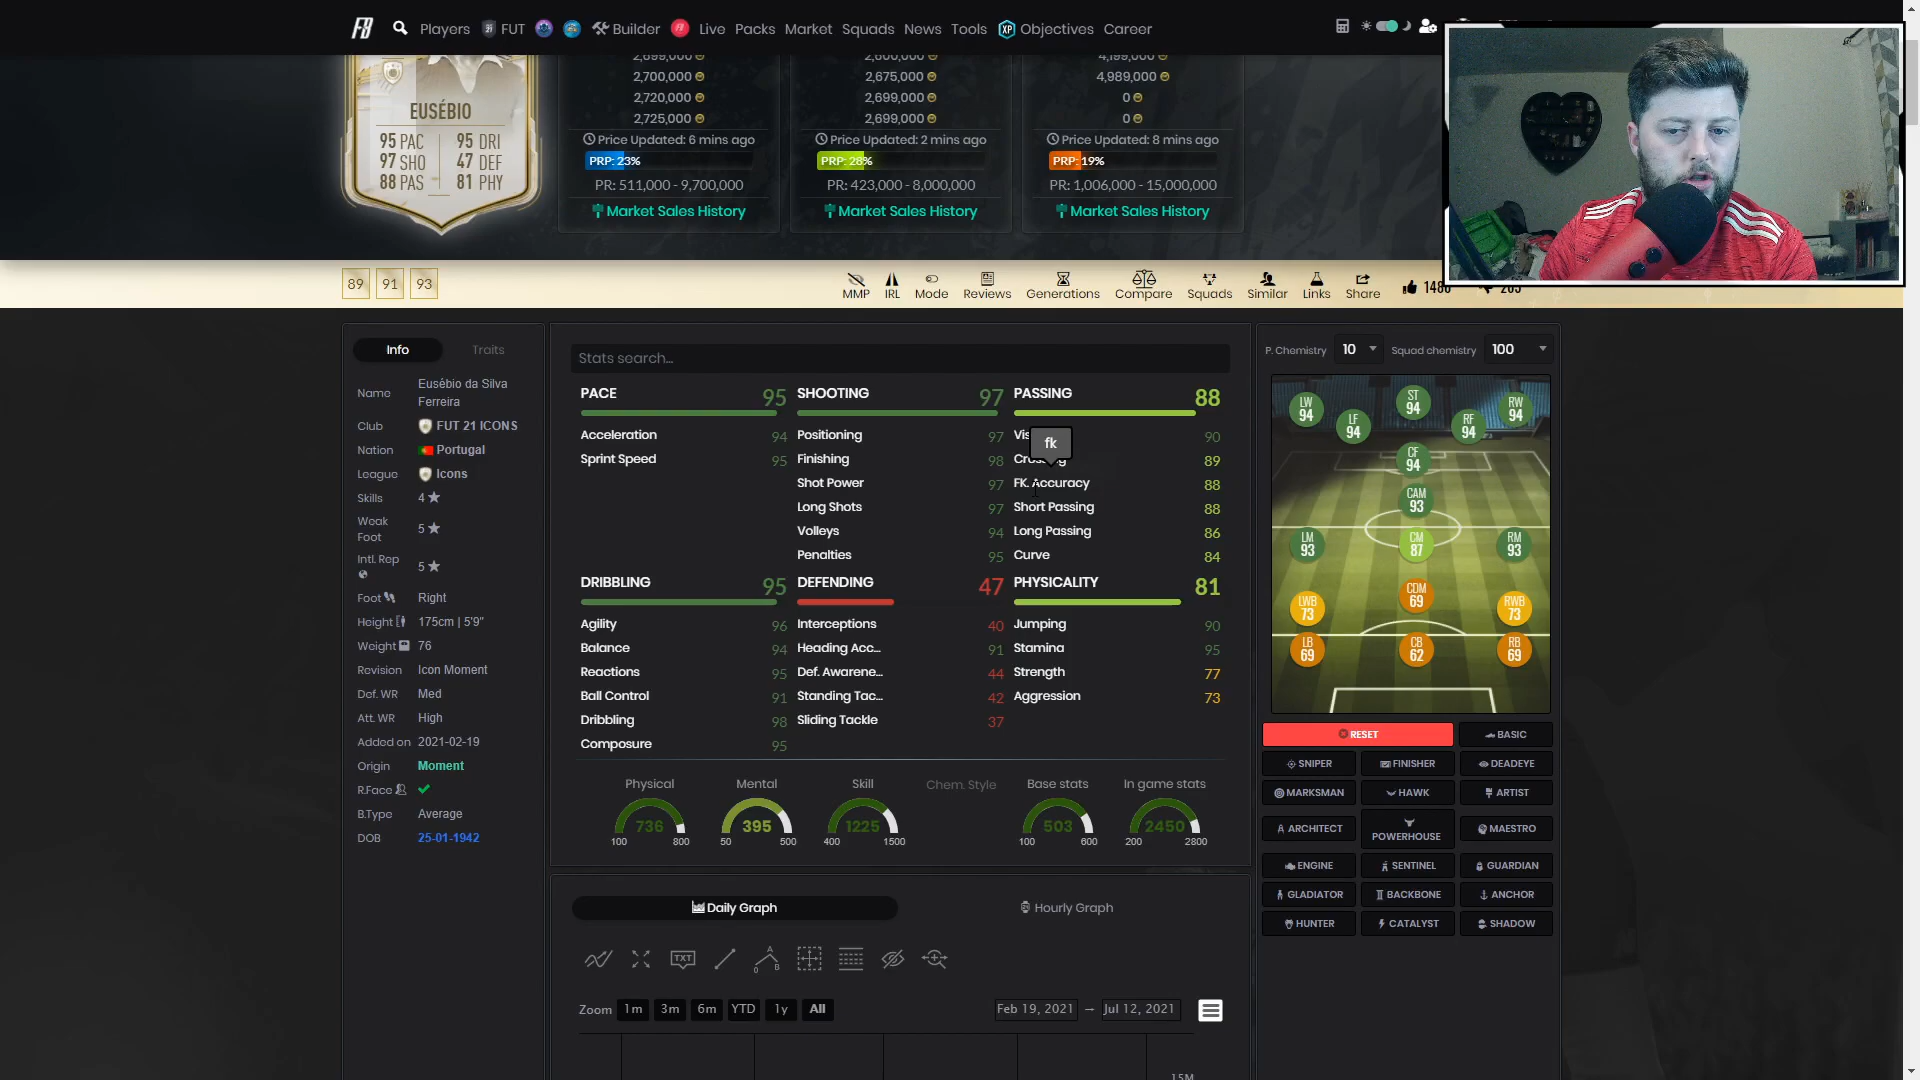 Players FUT Builder Live Packs Market Squads News Tools XP Objectives Career
2,700,000 2,675,000 4,989,000
2,720,000 2,699,000 0
2,725,000 2,699,000 0
EUSÉBIO
95 PAC 95 DRI
97 SHO 47 DEF
88 PAS 81 PHY
Price Updated: 6 mins ago Price Updated: 2 mins ago Price Updated: 8 mins ago
PRP: 23% PRP: 28% PRP: 19%
PR: 511,000 - 9,700,000 PR: 423,000 - 8,000,000 PR: 1,006,000 - 15,000,000
Market Sales History Market Sales History Market Sales History
89 91 93
MMP IRL Mode Reviews Generations Compare Squads Similar Links Share
Info Traits
Name Eusébio da Silva
Ferreira
Club FUT 21 ICONS
Nation Portugal
League Icons
Skills 4
Weak
Foot 5
Intl. Rep 5
Foot Right
Height 175cm | 5'9"
Weight 76
Revision Icon Moment
Def. WR Med
Att. WR High
Added on 2021-02-19
Origin Moment
R.Face
B.Type Average
DOB 25-01-1942
Stats search...
PACE 95
Acceleration 94
Sprint Speed 95
SHOOTING 97
Positioning 97
Finishing 98
Shot Power 97
Long Shots 97
Volleys 94
Penalties 95
PASSING 88
fk
90
89
FK. Accuracy 88
Short Passing 88
Long Passing 86
Curve 84
DRIBBLING 95
Agility 96
Balance 94
Reactions 95
Ball Control 91
Dribbling 98
Composure 95
DEFENDING 47
Interceptions 40
Heading Acc... 91
Def. Awarene... 44
Standing Tac... 42
Sliding Tackle 37
PHYSICALITY 81
Jumping 90
Stamina 95
Strength 77
Aggression 73
Physical Mental Skill Chem. Style Base stats In game stats
736 395 1225 503 2450
100 800 50 500 400 1500 100 600 200 2800
Daily Graph Hourly Graph
TXT A 0 B
Zoom 1m 3m 6m YTD 1y All Feb 19, 2021 → Jul 12, 2021
15M
P. Chemistry 10 Squad chemistry 100
ST
94
LW
94
RW
94
LF
94
RF
94
CF
94
CAM
93
LM
93
CM
87
RM
93
CDM
69
LWB
73
RWB
73
LB
69
CB
62
RB
69
RESET BASIC
SNIPER FINISHER DEADEYE
MARKSMAN HAWK ARTIST
ARCHITECT POWERHOUSE MAESTRO
ENGINE SENTINEL GUARDIAN
GLADIATOR BACKBONE ANCHOR
HUNTER CATALYST SHADOW